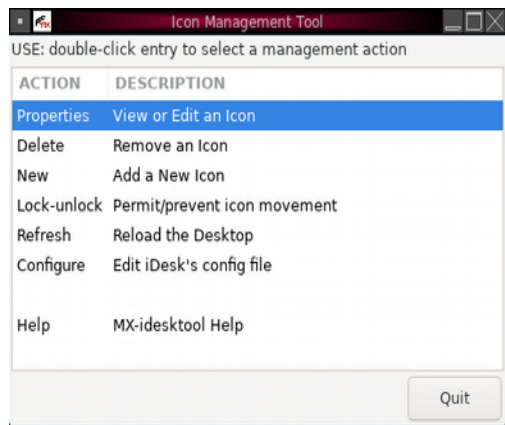 Icon Management Tool
USE: double-click entry to select a management action
ACTION DESCRIPTION
Properties View or Edit an Icon
Delete Remove an Icon
New Add a New Icon
Lock-unlock Permit/prevent icon movement
Refresh Reload the Desktop
Configure Edit iDesk's config file
Help MX-idesktool Help
Quit